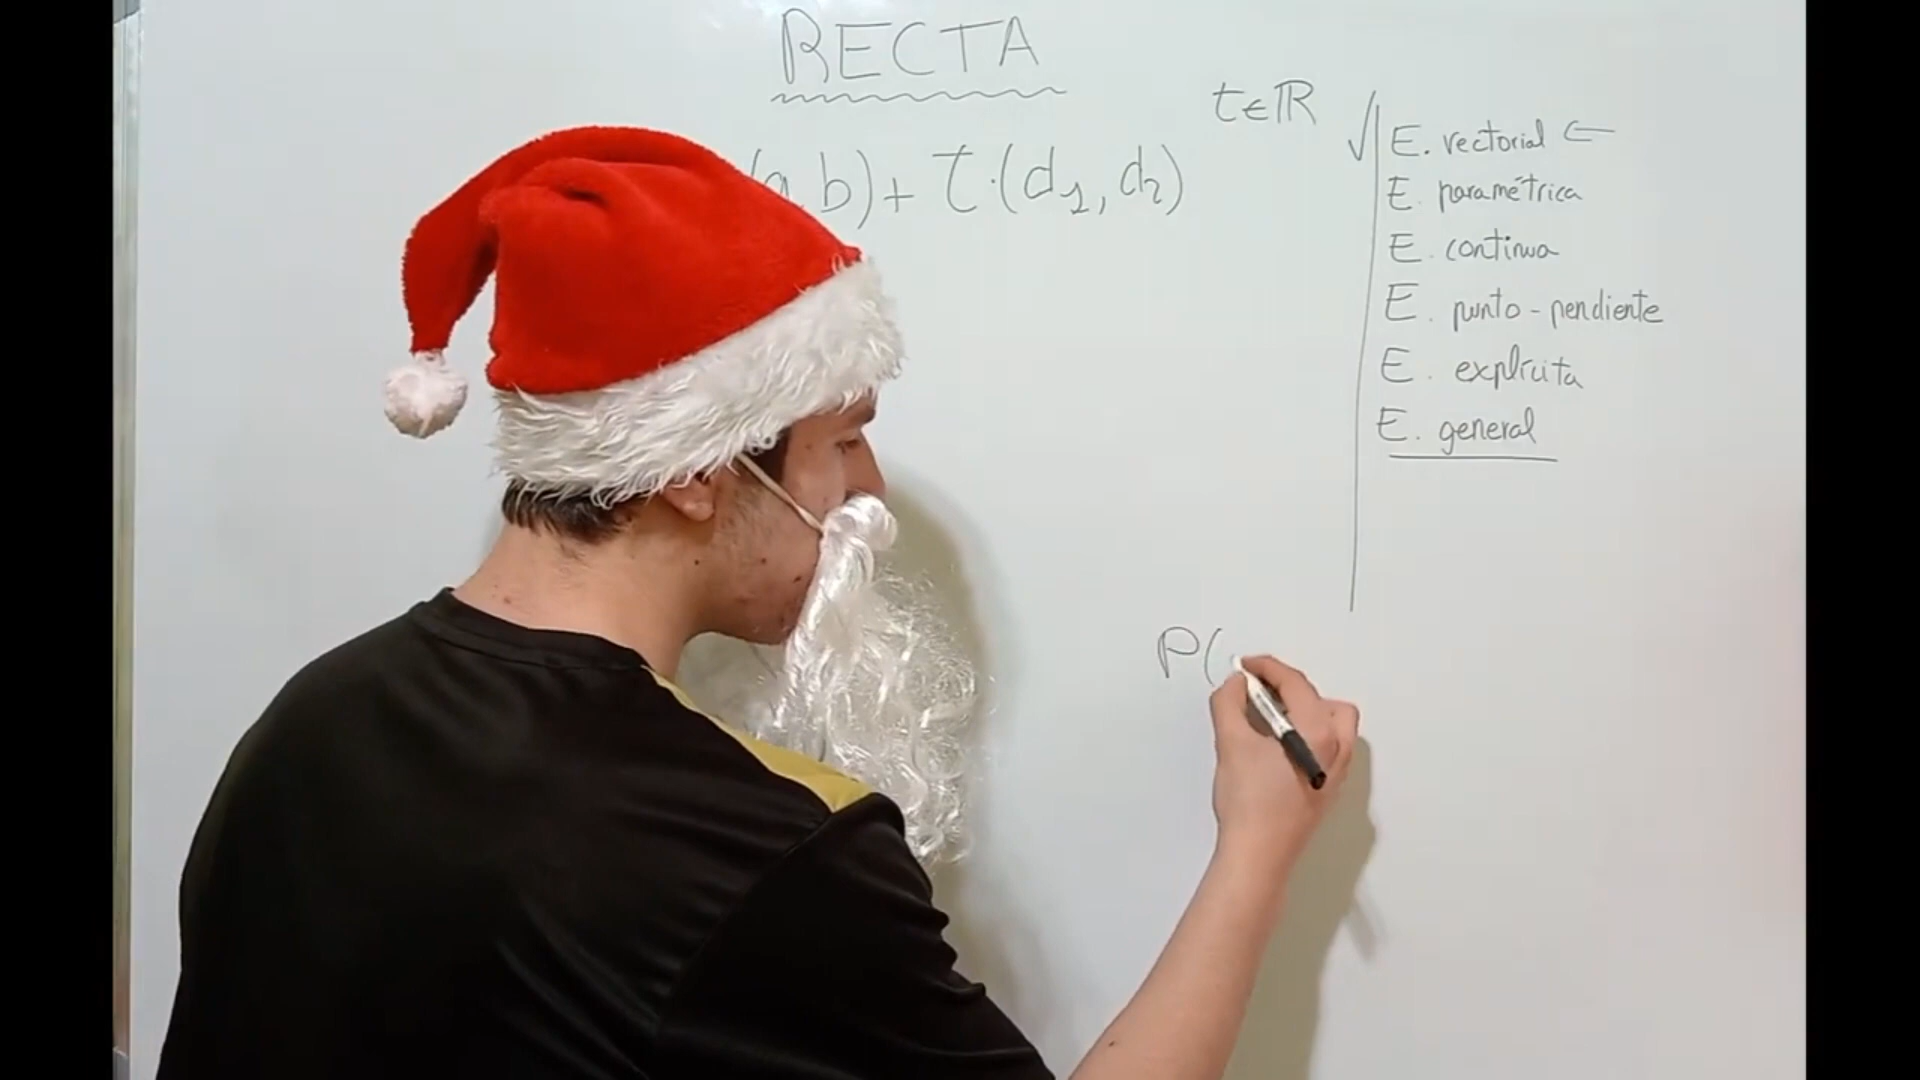 RECTA
t∈ℝ
(a, b) + t·(d₁, d₂)
E. vectorial ←
E. paramétrica
E. continua
E. punto-pendiente
E. explícita
E. general
P(